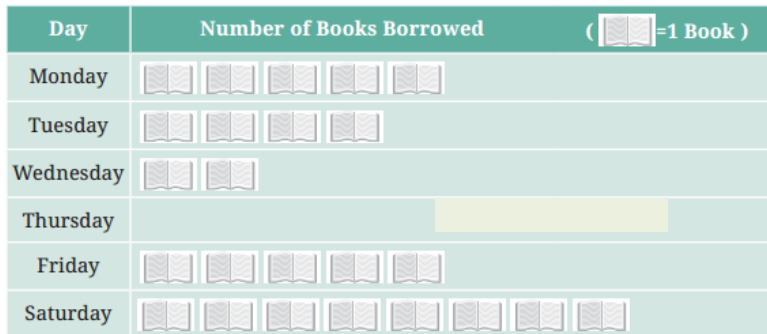 Day Number of Books Borrowed ( =1 Book )
Monday
Tuesday
Wednesday
Thursday
Friday
Saturday